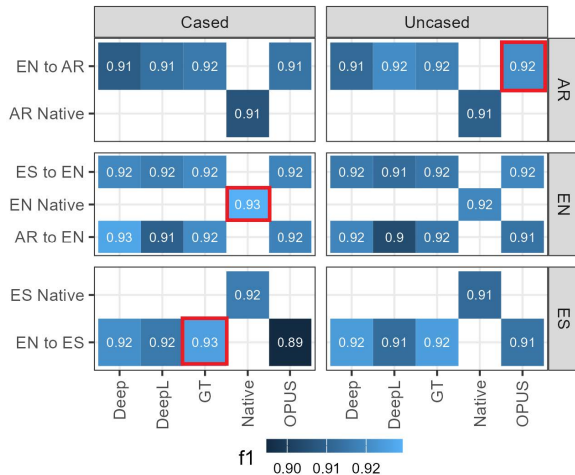 Cased Uncased
EN to AR 0.91 0.91 0.92 0.91 0.91 0.92 0.92 0.92 AR
AR Native 0.91 0.91
ES to EN 0.92 0.92 0.92 0.92 0.92 0.91 0.92 0.92
EN Native 0.93 0.92 EN
AR to EN 0.93 0.91 0.92 0.92 0.92 0.9 0.92 0.91
ES Native 0.92 0.91 ES
EN to ES 0.92 0.92 0.93 0.89 0.92 0.91 0.92 0.91
Deep DeepL GT Native OPUS Deep DeepL GT Native OPUS
f1 0.90 0.91 0.92